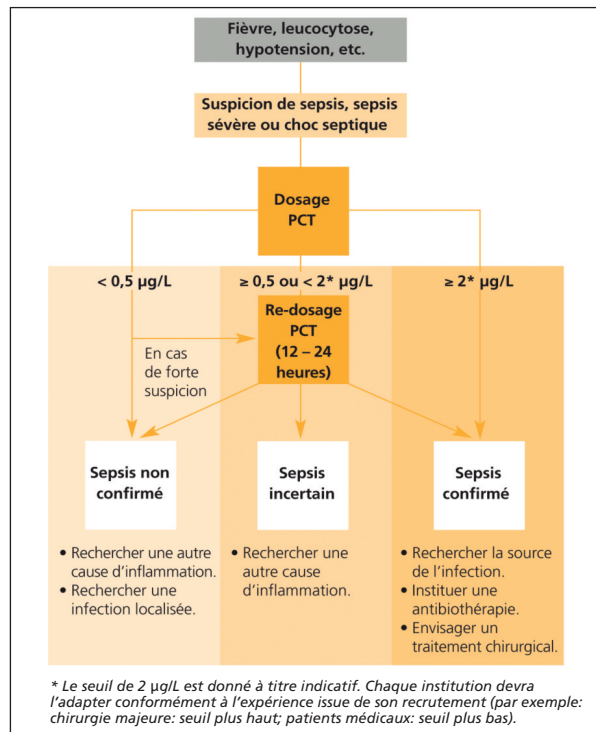 Fièvre, leucocytose,
hypotension, etc.
Suspicion de sepsis, sepsis
sévère ou choc septique
Dosage
PCT
< 0,5 µg/L
≥ 0,5 ou < 2* µg/L
≥ 2* µg/L
Re-dosage
PCT
(12 – 24
heures)
En cas
de forte
suspicion
Sepsis non
confirmé
Sepsis
incertain
Sepsis
confirmé
• Rechercher une autre
cause d'inflammation.
• Rechercher une
infection localisée.
• Rechercher une
autre cause
d'inflammation.
• Rechercher la source
de l'infection.
• Instituer une
antibiothérapie.
• Envisager un
traitement chirurgical.
* Le seuil de 2 µg/L est donné à titre indicatif. Chaque institution devra
l'adapter conformément à l'expérience issue de son recrutement (par exemple:
chirurgie majeure: seuil plus haut; patients médicaux: seuil plus bas).